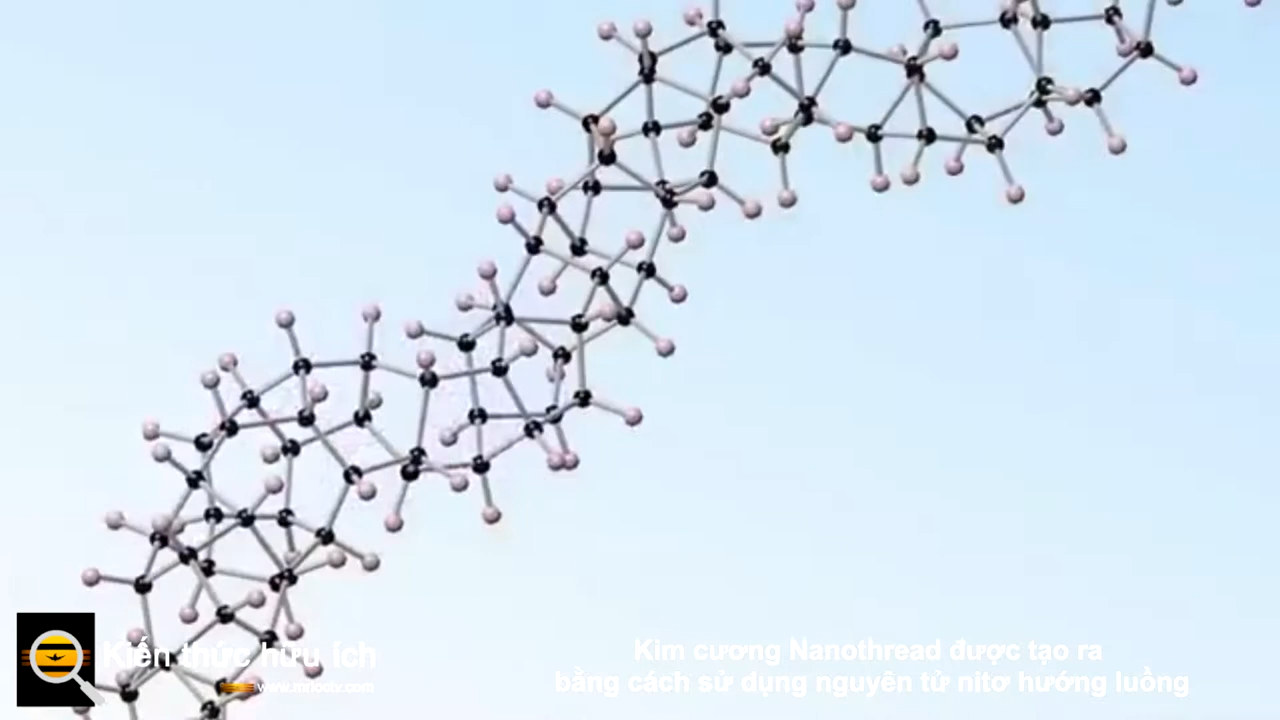 Kiến thức hữu ích
Kim cương Nanothread được tạo ra
bằng cách sử dụng nguyên tử nitơ hướng luồng